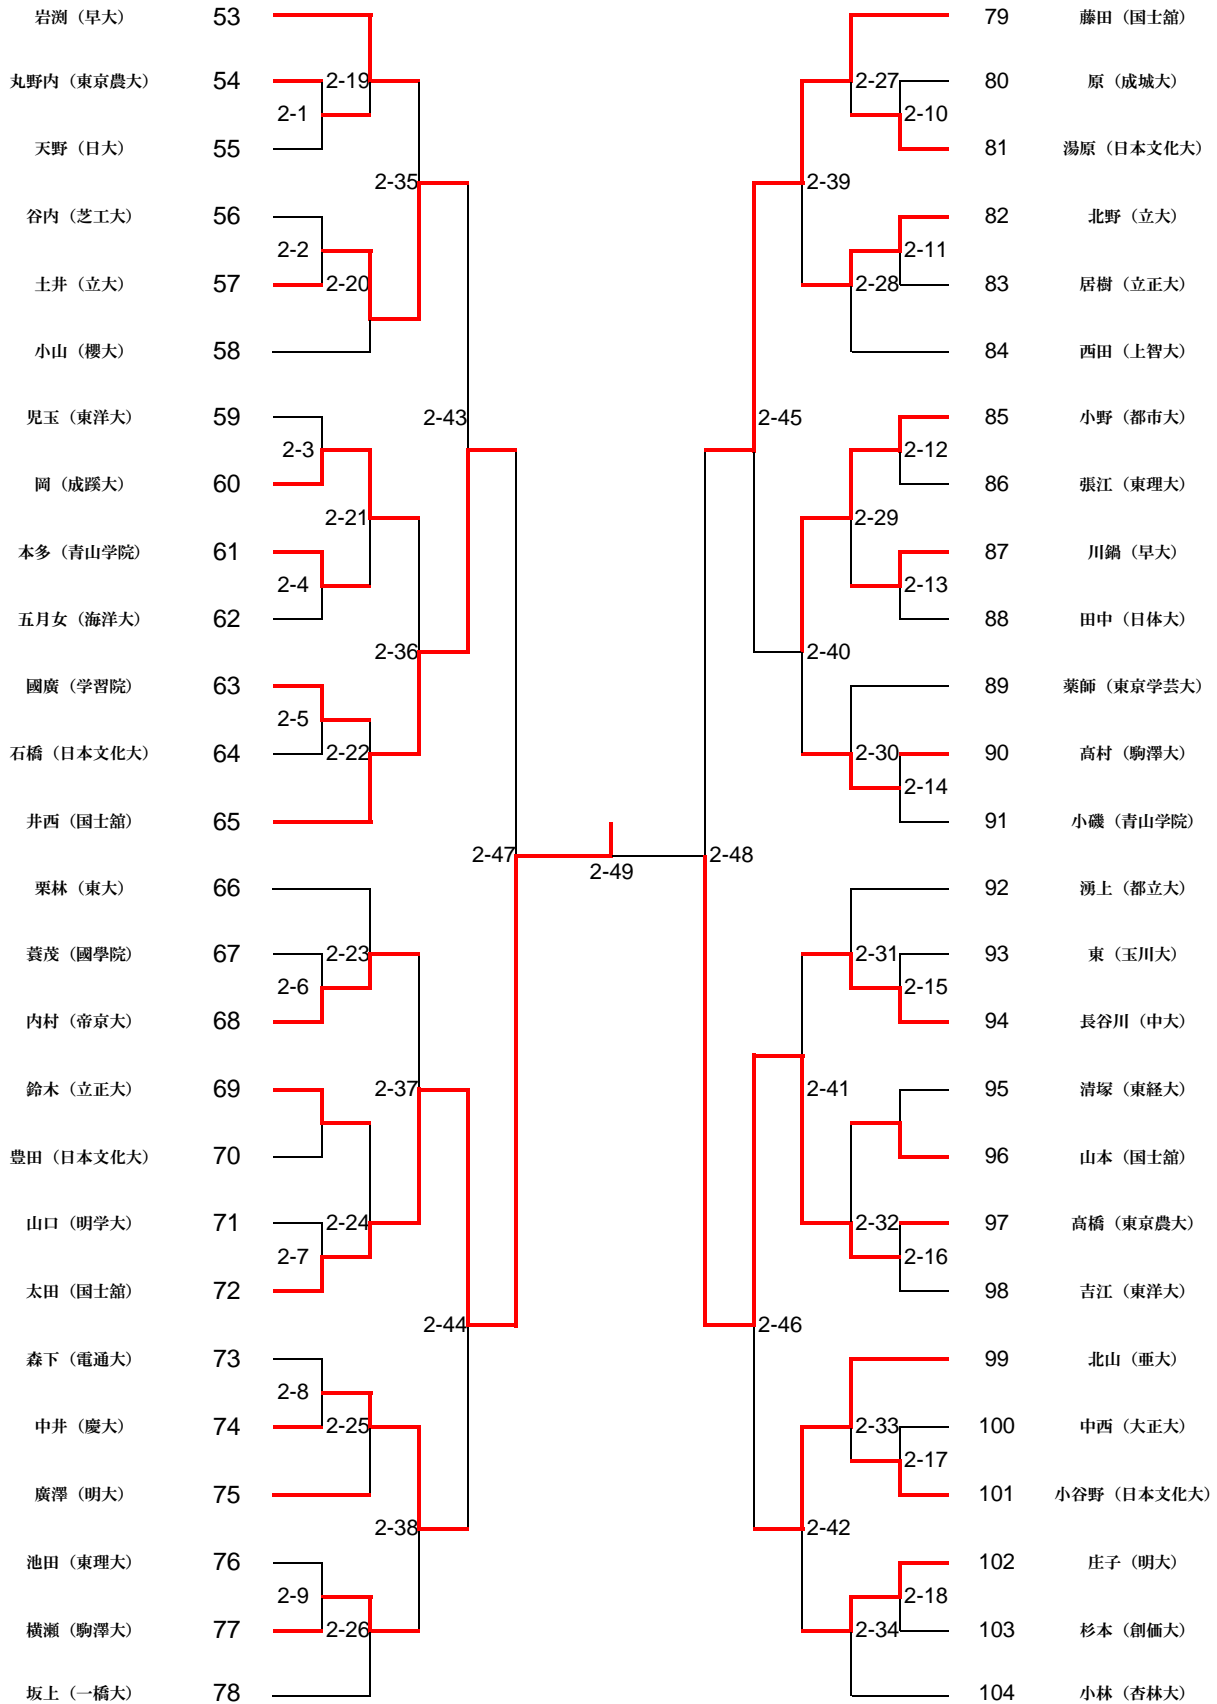 岩渕（早大） 53
丸野内（東京農大） 54
天野（日大） 55
谷内（芝工大） 56
土井（立大） 57
小山（櫻大） 58
児玉（東洋大） 59
岡（成蹊大） 60
本多（青山学院） 61
五月女（海洋大） 62
國廣（学習院） 63
石橋（日本文化大） 64
井西（国士舘） 65
栗林（東大） 66
蓑茂（國學院） 67
内村（帝京大） 68
鈴木（立正大） 69
豊田（日本文化大） 70
山口（明学大） 71
太田（国士舘） 72
森下（電通大） 73
中井（慶大） 74
廣澤（明大） 75
池田（東理大） 76
横瀬（駒澤大） 77
坂上（一橋大） 78
2-1
2-2
2-3
2-4
2-5
2-6
2-7
2-8
2-9
2-19
2-20
2-21
2-22
2-23
2-24
2-25
2-26
2-35
2-36
2-37
2-38
2-43
2-44
2-47
2-49
2-48
2-45
2-46
2-39
2-40
2-41
2-42
2-27
2-28
2-29
2-30
2-31
2-32
2-33
2-34
2-10
2-11
2-12
2-13
2-14
2-15
2-16
2-17
2-18
79 藤田（国士舘）
80 原（成城大）
81 湯原（日本文化大）
82 北野（立大）
83 居樹（立正大）
84 西田（上智大）
85 小野（都市大）
86 張江（東理大）
87 川鍋（早大）
88 田中（日体大）
89 薬師（東京学芸大）
90 高村（駒澤大）
91 小磯（青山学院）
92 湧上（都立大）
93 東（玉川大）
94 長谷川（中大）
95 清塚（東経大）
96 山本（国士舘）
97 高橋（東京農大）
98 吉江（東洋大）
99 北山（亜大）
100 中西（大正大）
101 小谷野（日本文化大）
102 庄子（明大）
103 杉本（創価大）
104 小林（杏林大）